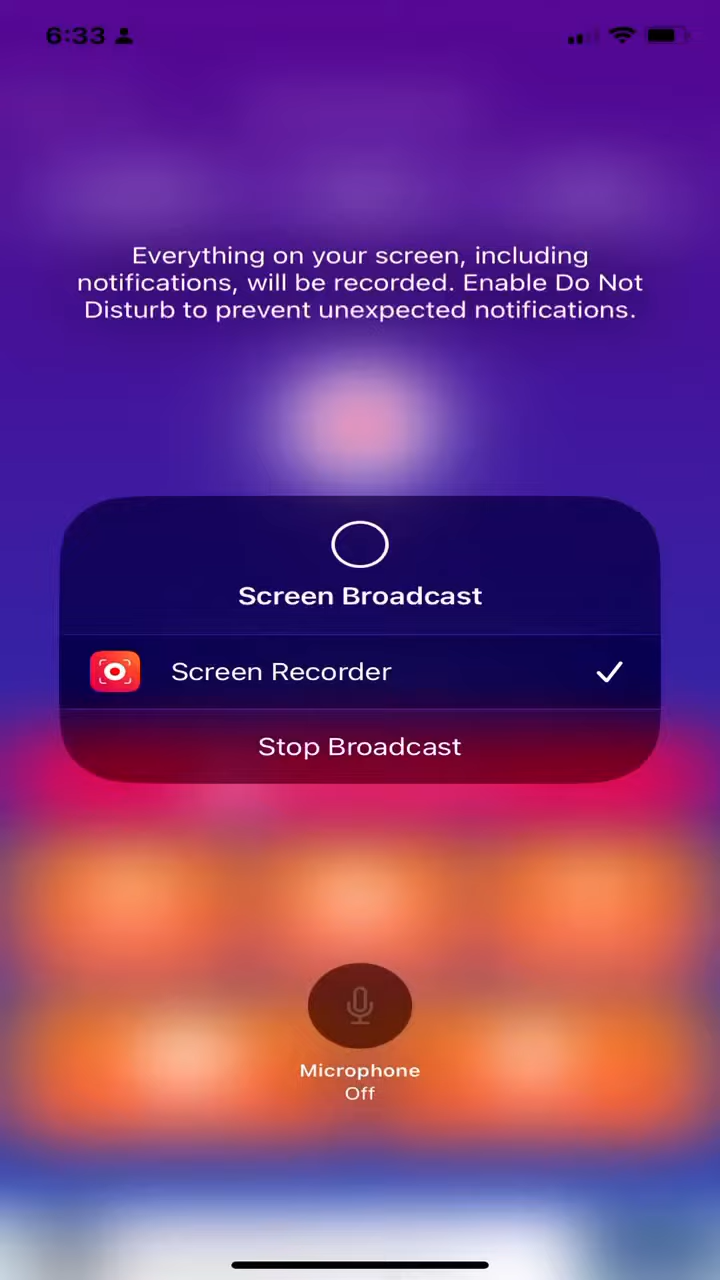 6:33
Everything on your screen, including
notifications, will be recorded. Enable Do Not
Disturb to prevent unexpected notifications.
Screen Broadcast
Screen Recorder
Stop Broadcast
Microphone
Off